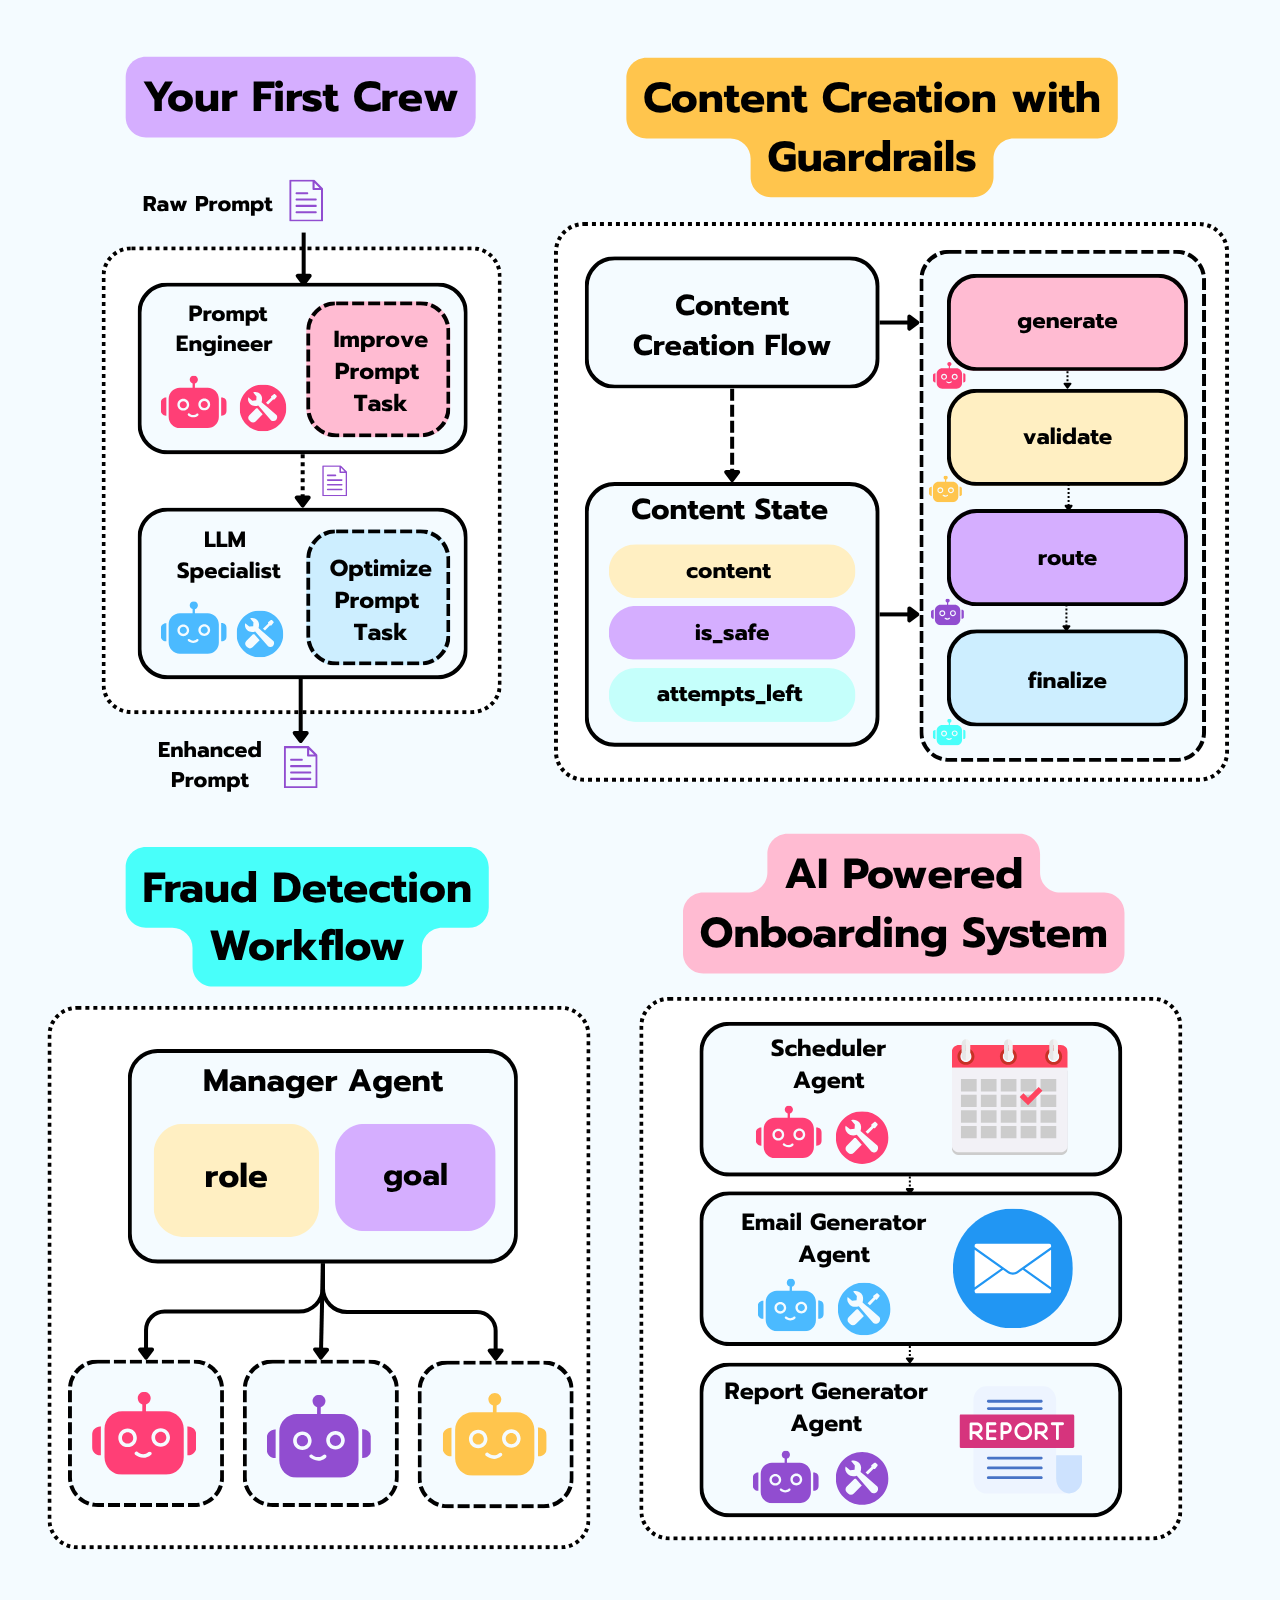 Your First Crew
Raw Prompt
Prompt
Engineer
Improve
Prompt
Task
LLM
Specialist
Optimize
Prompt
Task
Enhanced
Prompt
Content Creation with
Guardrails
Content
Creation Flow
Content State
content
is_safe
attempts_left
generate
validate
route
finalize
Fraud Detection
Workflow
Manager Agent
role
goal
AI Powered
Onboarding System
Scheduler
Agent
Email Generator
Agent
Report Generator
Agent
REPORT